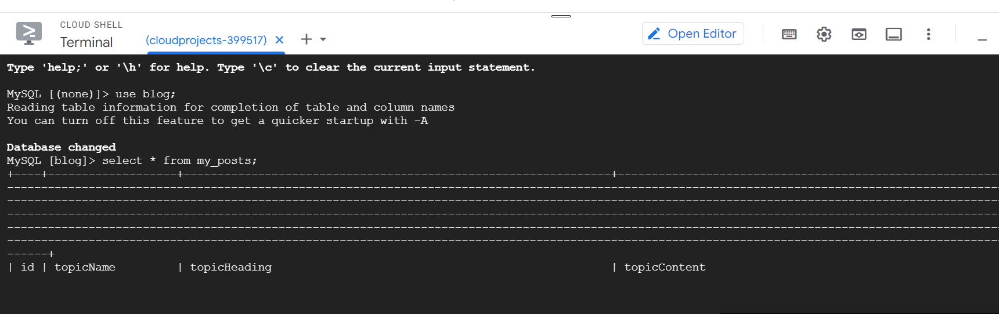 CLOUD SHELL
Terminal
(cloudprojects-399517)
Open Editor
Type 'help;' or '\h' for help. Type '\c' to clear the current input statement.
MySQL [(none)]> use blog;
Reading table information for completion of table and column names
You can turn off this feature to get a quicker startup with -A
Database changed
MySQL [blog]> select * from my_posts;
+----+-------------------+---------------------------------------------------------------+--------------------------------------------------------
------+
| id | topicName         | topicHeading                                                  | topicContent